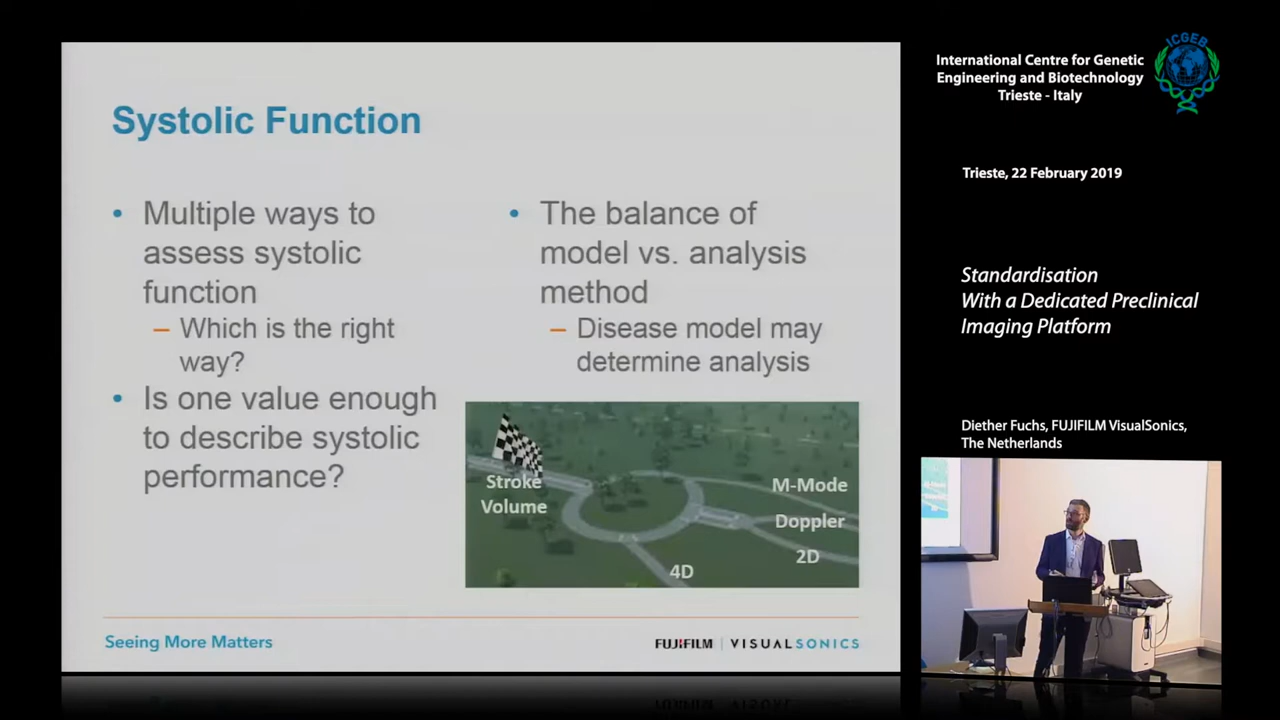 Systolic Function
• Multiple ways to
assess systolic
function
– Which is the right
way?
• Is one value enough
to describe systolic
performance?
• The balance of
model vs. analysis
method
– Disease model may
determine analysis
Stroke
Volume
M-Mode
Doppler
2D
4D
Seeing More Matters
FUJIFILM | VISUALSONICS
ICGEB
International Centre for Genetic
Engineering and Biotechnology
Trieste - Italy
Trieste, 22 February 2019
Standardisation
With a Dedicated Preclinical
Imaging Platform
Diether Fuchs, FUJIFILM VisualSonics,
The Netherlands